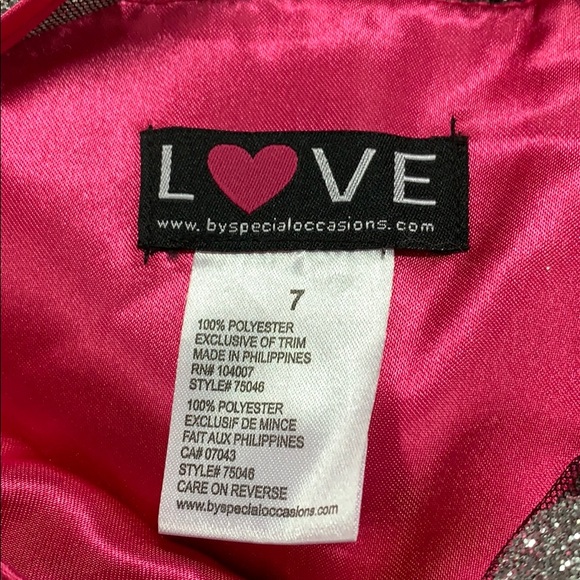 L VE
www.byspecialoccasions.com
7
100% POLYESTER
EXCLUSIVE OF TRIM
MADE IN PHILIPPINES
RN# 104007
STYLE# 75046
100% POLYESTER
EXCLUSIF DE MINCE
FAIT AUX PHILIPPINES
CA# 07043
STYLE# 75046
CARE ON REVERSE
www.byspecialoccasions.com